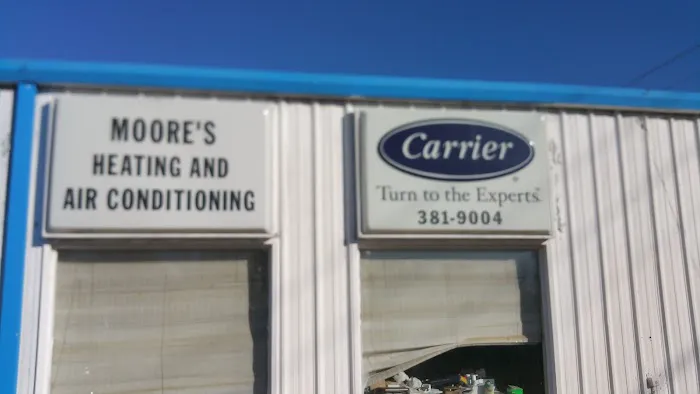 MOORE'S
HEATING AND
AIR CONDITIONING
Carrier
Turn to the Experts
381-9004